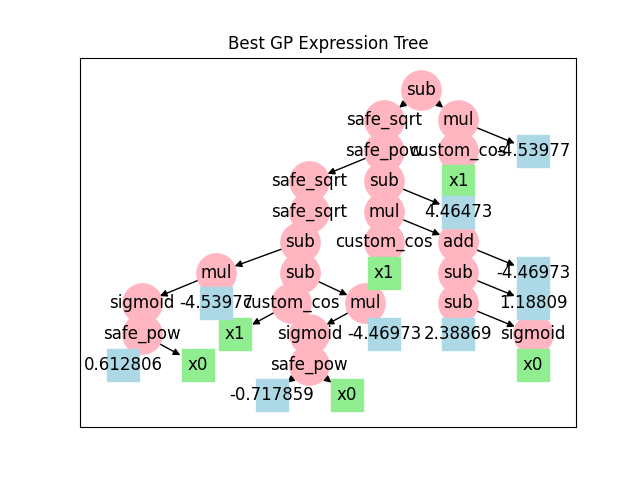 Best GP Expression Tree
sub
safe_sqrt mul
safe_pow custom_cos -4.53977
safe_sqrt sub x1
safe_sqrt mul 4.46473
sub custom_cos add
mul sub x1 sub -4.46973
sigmoid -4.53977 custom_cos mul sub 1.18809
safe_pow x1 sigmoid -4.46973 2.38869 sigmoid
0.612806 x0 safe_pow x0
-0.717859 x0